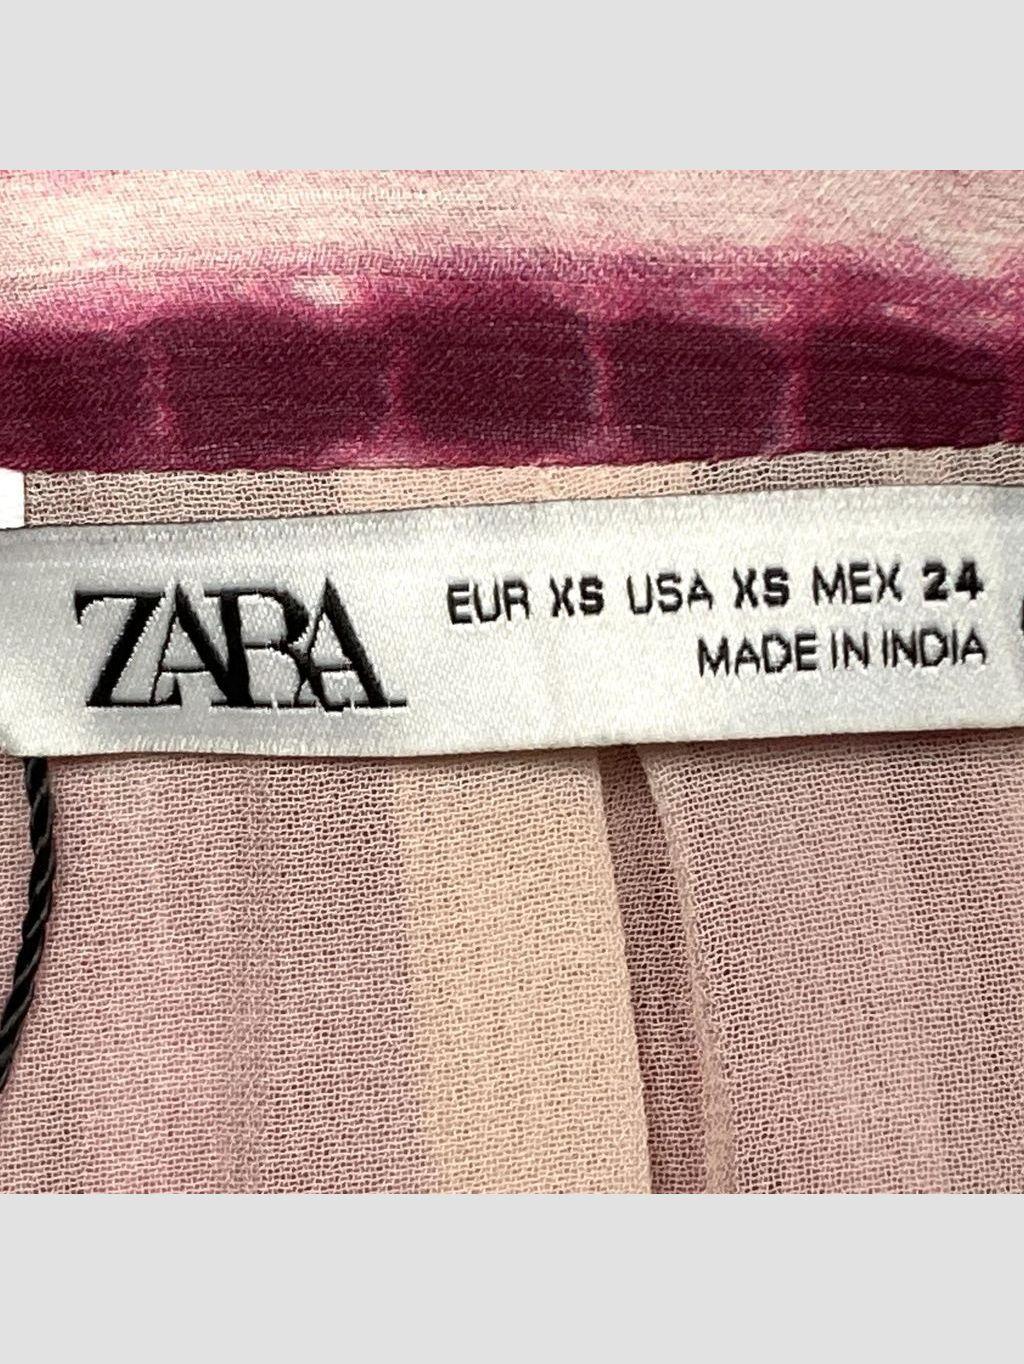 ZARA
EUR XS USA XS MEX 24
MADE IN INDIA